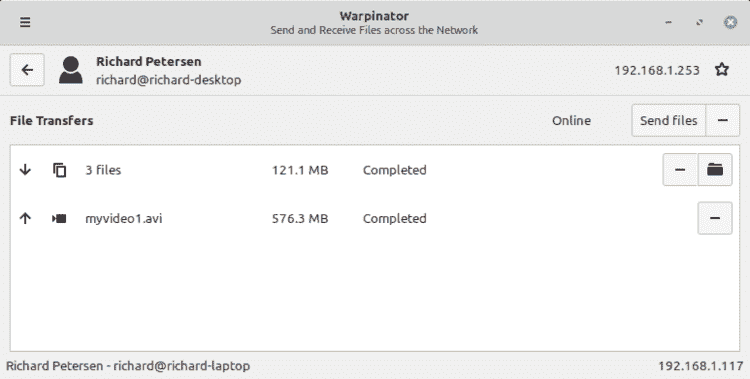 Warpinator
Send and Receive Files across the Network
Richard Petersen
richard@richard-desktop
192.168.1.253
File Transfers
Online
Send files
3 files 121.1 MB Completed
myvideo1.avi 576.3 MB Completed
Richard Petersen - richard@richard-laptop
192.168.1.117